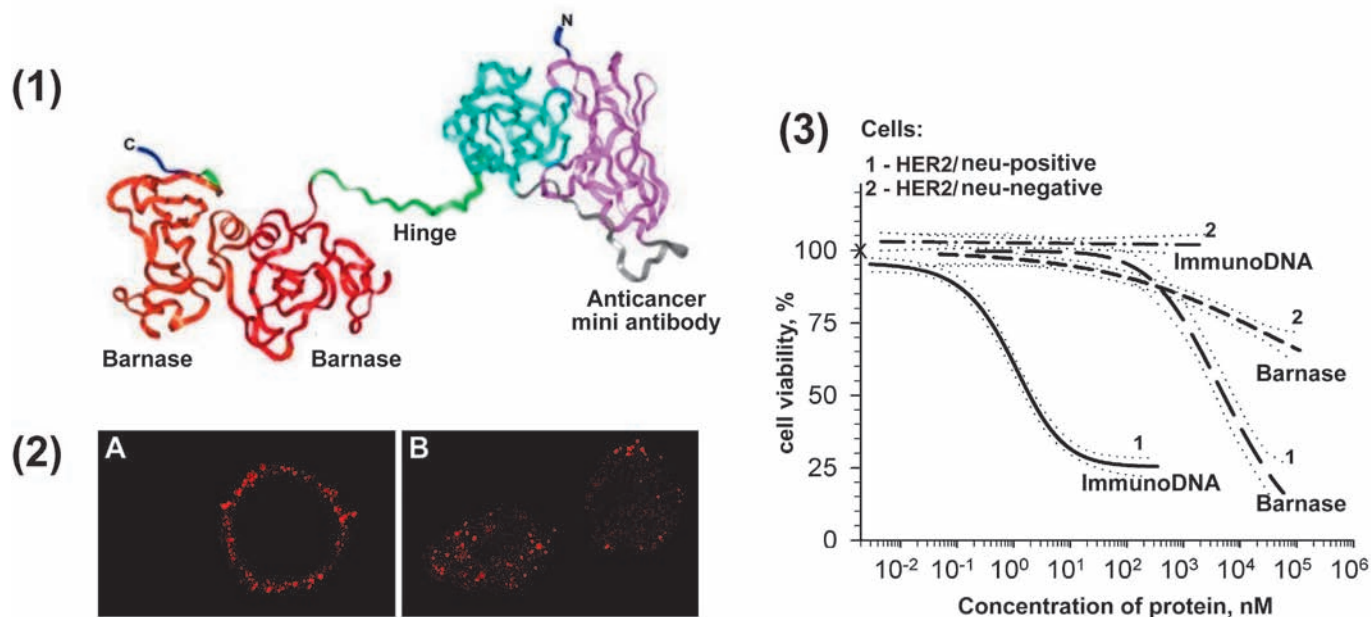 (1)
N
C
Hinge
Anticancer
mini antibody
Barnase
Barnase
(2)
A
B
(3)
Cells:
1 - HER2/neu-positive
2 - HER2/neu-negative
cell viability, %
100
75
50
25
0
2
ImmunoDNA
2
Barnase
1
ImmunoDNA
1
Barnase
10⁻² 10⁻¹ 10⁰ 10¹ 10² 10³ 10⁴ 10⁵ 10⁶
Concentration of protein, nM